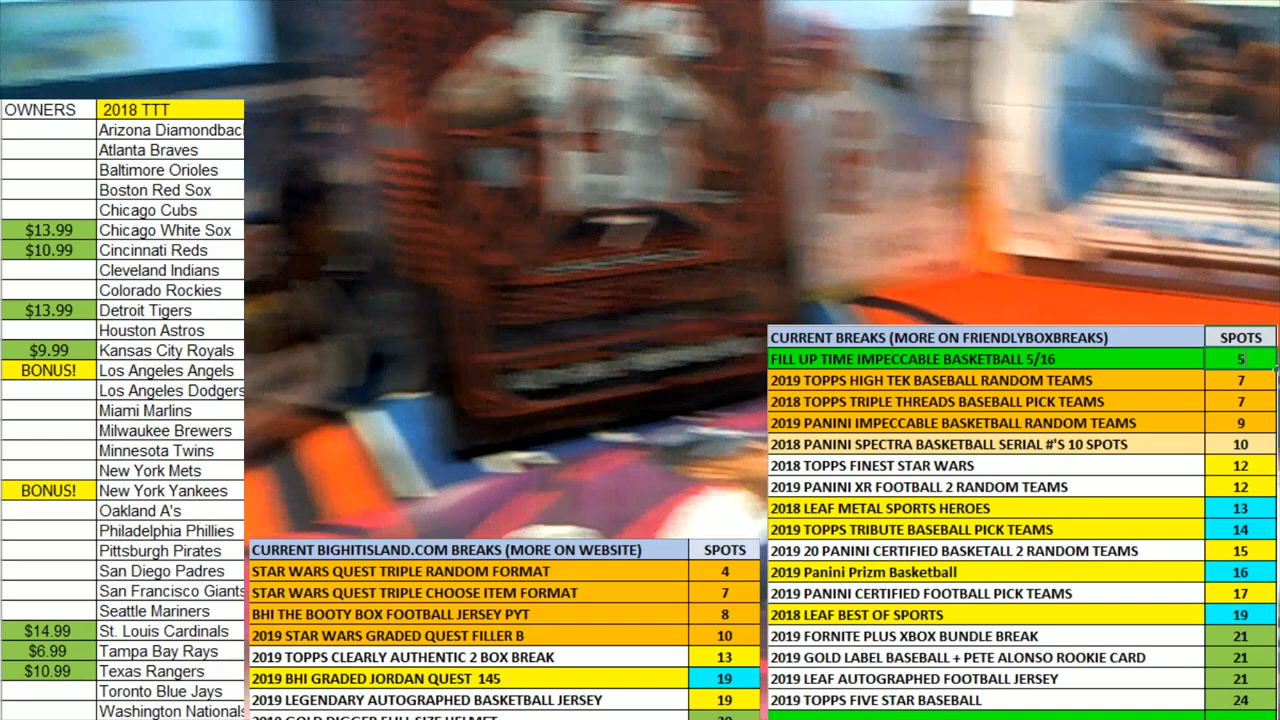 OWNERS 2018 TTT
Arizona Diamondbac
Atlanta Braves
Baltimore Orioles
Boston Red Sox
Chicago Cubs
$13.99 Chicago White Sox
$10.99 Cincinnati Reds
Cleveland Indians
Colorado Rockies
$13.99 Detroit Tigers
Houston Astros
$9.99 Kansas City Royals
BONUS! Los Angeles Angels
Los Angeles Dodgers
Miami Marlins
Milwaukee Brewers
Minnesota Twins
New York Mets
BONUS! New York Yankees
Oakland A's
Philadelphia Phillies
Pittsburgh Pirates
San Diego Padres
San Francisco Giants
Seattle Mariners
$14.99 St. Louis Cardinals
$6.99 Tampa Bay Rays
$10.99 Texas Rangers
Toronto Blue Jays
Washington Nationals
CURRENT BIGHITISLAND.COM BREAKS (MORE ON WEBSITE) SPOTS
STAR WARS QUEST TRIPLE RANDOM FORMAT 4
STAR WARS QUEST TRIPLE CHOOSE ITEM FORMAT 7
BHI THE BOOTY BOX FOOTBALL JERSEY PYT 8
2019 STAR WARS GRADED QUEST FILLER B 10
2019 TOPPS CLEARLY AUTHENTIC 2 BOX BREAK 13
2019 BHI GRADED JORDAN QUEST 145 19
2019 LEGENDARY AUTOGRAPHED BASKETBALL JERSEY 19
2019 GOLD DIGGER FULL SIZE HELMET
CURRENT BREAKS (MORE ON FRIENDLYBOXBREAKS) SPOTS
FILL UP TIME IMPECCABLE BASKETBALL 5/16 5
2019 TOPPS HIGH TEK BASEBALL RANDOM TEAMS 7
2018 TOPPS TRIPLE THREADS BASEBALL PICK TEAMS 7
2019 PANINI IMPECCABLE BASKETBALL RANDOM TEAMS 9
2018 PANINI SPECTRA BASKETBALL SERIAL #'S 10 SPOTS 10
2018 TOPPS FINEST STAR WARS 12
2019 PANINI XR FOOTBALL 2 RANDOM TEAMS 12
2018 LEAF METAL SPORTS HEROES 13
2019 TOPPS TRIBUTE BASEBALL PICK TEAMS 14
2019 20 PANINI CERTIFIED BASKETALL 2 RANDOM TEAMS 15
2019 Panini Prizm Basketball 16
2019 PANINI CERTIFIED FOOTBALL PICK TEAMS 17
2018 LEAF BEST OF SPORTS 19
2019 FORNITE PLUS XBOX BUNDLE BREAK 21
2019 GOLD LABEL BASEBALL + PETE ALONSO ROOKIE CARD 21
2019 LEAF AUTOGRAPHED FOOTBALL JERSEY 21
2019 TOPPS FIVE STAR BASEBALL 24